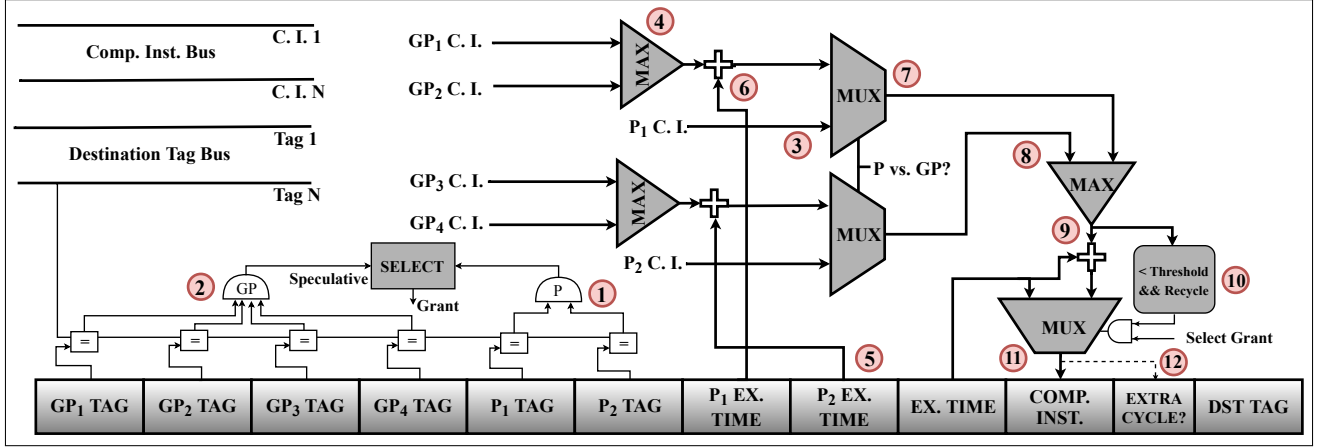 C. I. 1
Comp. Inst. Bus
C. I. N
Tag 1
Destination Tag Bus
Tag N
GP1 C. I.
GP2 C. I.
MAX
4
6
P1 C. I.
3
MUX
7
P vs. GP?
GP3 C. I.
GP4 C. I.
MAX
P2 C. I.
MUX
8
MAX
9
< Threshold
&& Recycle
10
MUX
Select Grant
11
12
2
GP
Speculative
SELECT
Grant
P
1
5
=
=
=
=
=
=
GP1 TAG
GP2 TAG
GP3 TAG
GP4 TAG
P1 TAG
P2 TAG
P1 EX.
TIME
P2 EX.
TIME
EX. TIME
COMP.
INST.
EXTRA
CYCLE?
DST TAG